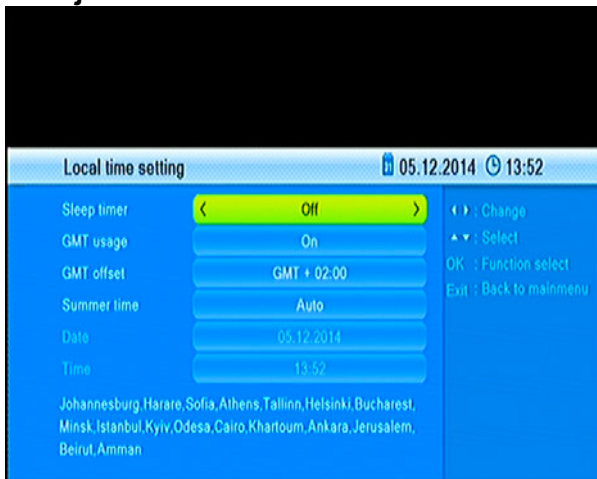 Local time setting 05.12.2014 13:52
Sleep timer Off
GMT usage On
GMT offset GMT + 02:00
Summer time Auto
Date 05.12.2014
Time 13:52
Johannesburg,Harare,Sofia,Athens,Tallinn,Helsinki,Bucharest,
Minsk,Istanbul,Kyiv,Odesa,Cairo,Khartoum,Ankara,Jerusalem,
Beirut,Amman
: Change
: Select
OK : Function select
Exit : Back to mainmenu